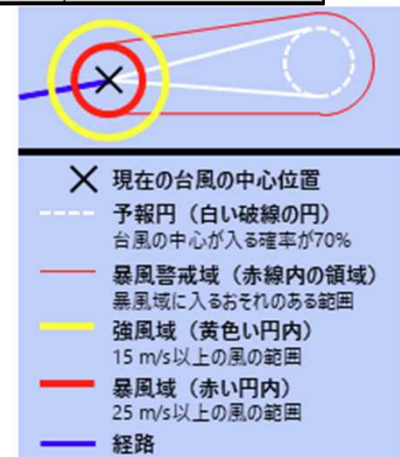 現在の台風の中心位置
予報円（白い破線の円）
台風の中心が入る確率が70%
暴風警戒域（赤線内の領域）
暴風域に入るおそれのある範囲
強風域（黄色い円内）
15 m/s以上の風の範囲
暴風域（赤い円内）
25 m/s以上の風の範囲
経路